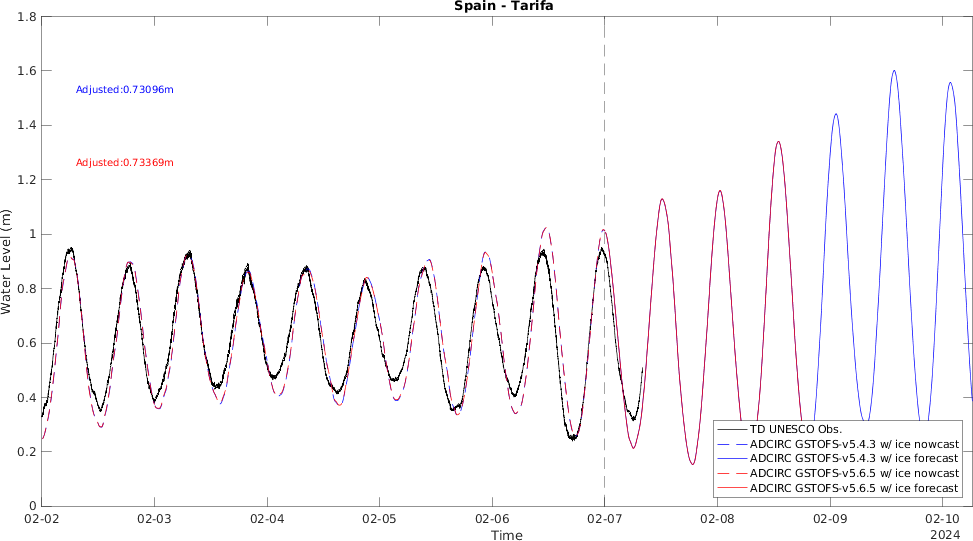 Spain - Tarifa
1.8
1.6
1.4
1.2
1
0.8
0.6
0.4
0.2
0
Water Level (m)
Adjusted:0.73096m
Adjusted:0.73369m
TD UNESCO Obs.
ADCIRC GSTOFS-v5.4.3 w/ ice nowcast
ADCIRC GSTOFS-v5.4.3 w/ ice forecast
ADCIRC GSTOFS-v5.6.5 w/ ice nowcast
ADCIRC GSTOFS-v5.6.5 w/ ice forecast
02-02 02-03 02-04 02-05 02-06 02-07 02-08 02-09 02-10
Time 2024